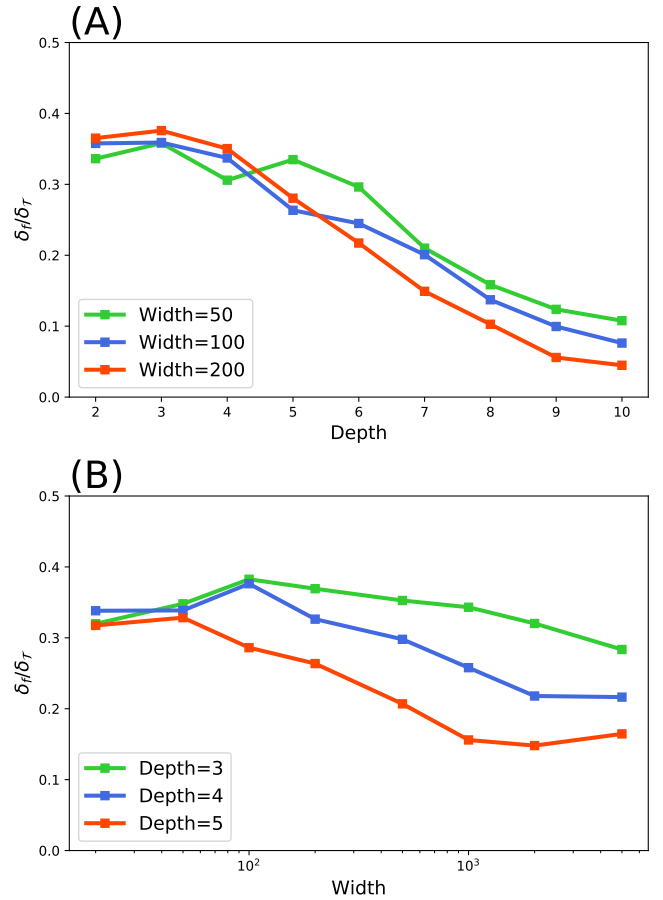 (A)
0.5
0.4
0.3
0.2
0.1
0.0
δf/δT
Width=50
Width=100
Width=200
2 3 4 5 6 7 8 9 10
Depth
(B)
0.5
0.4
0.3
0.2
0.1
0.0
δf/δT
Depth=3
Depth=4
Depth=5
10² 10³
Width